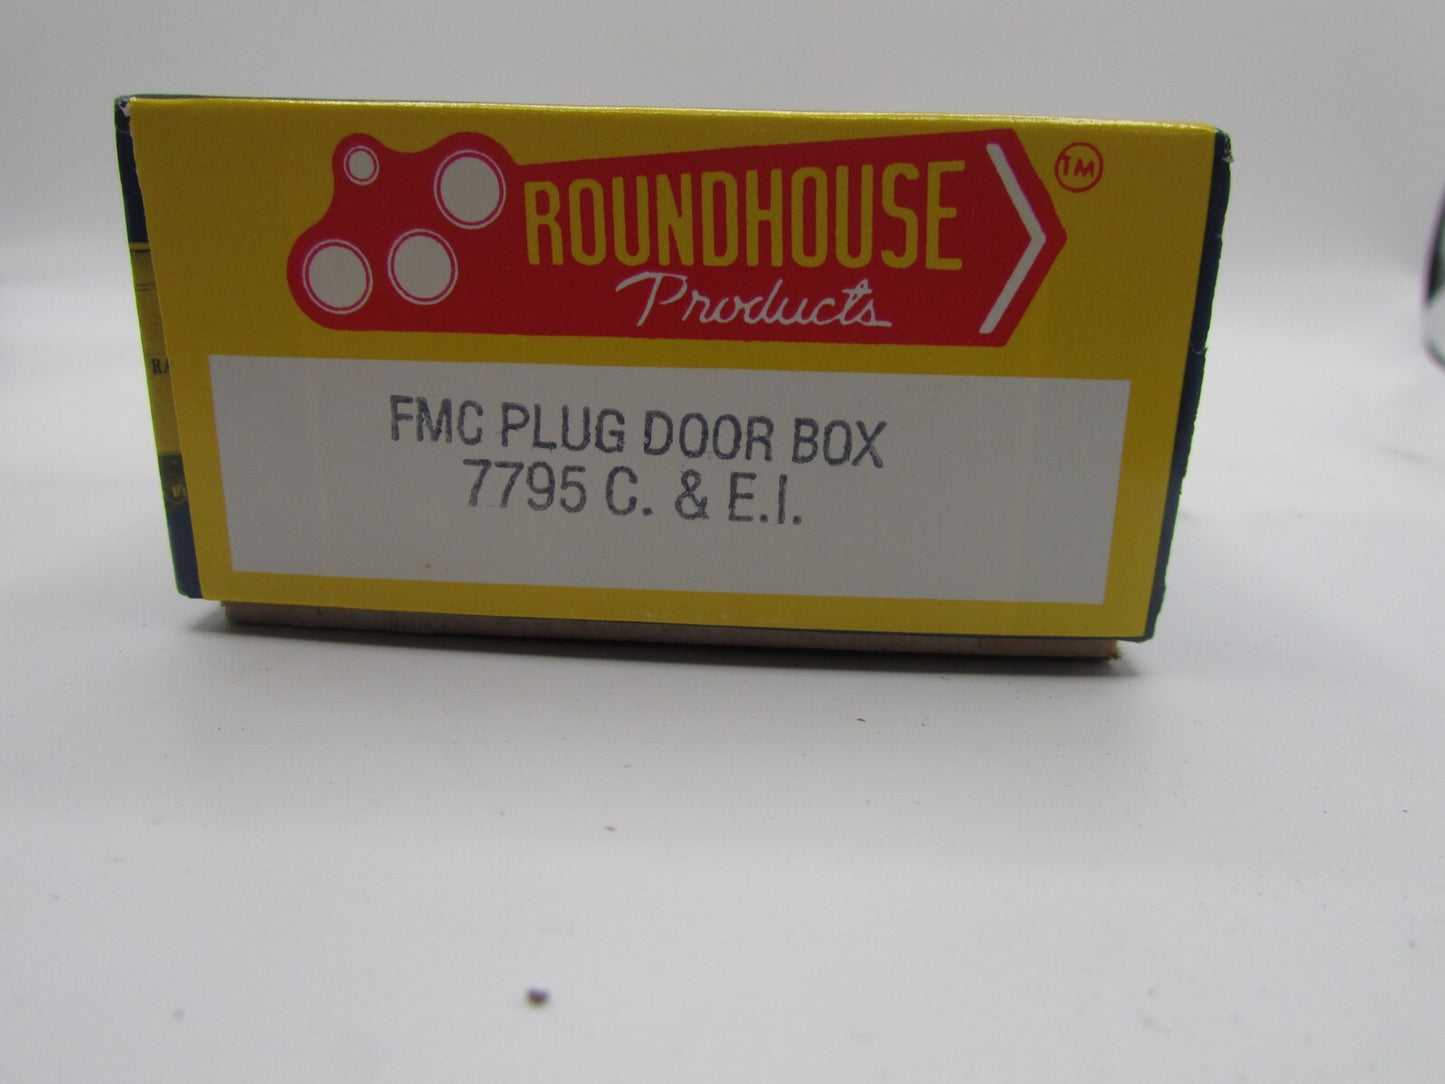 ROUNDHOUSE
TM
Products
FMC PLUG DOOR BOX
7795 C. & E.I.